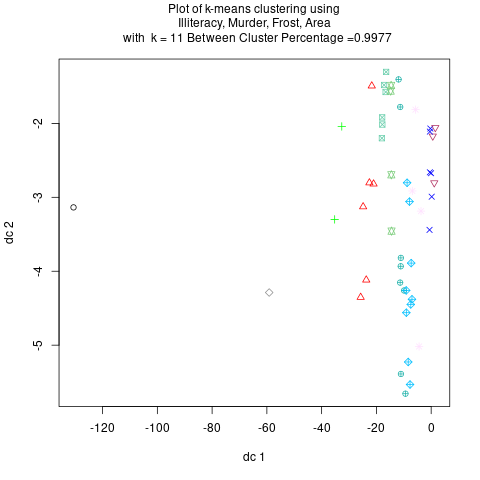 Plot of k-means clustering using
Illiteracy, Murder, Frost, Area
with k = 11 Between Cluster Percentage =0.9977
dc 2
-2
-3
-4
-5
-120
-100
-80
-60
-40
-20
0
dc 1